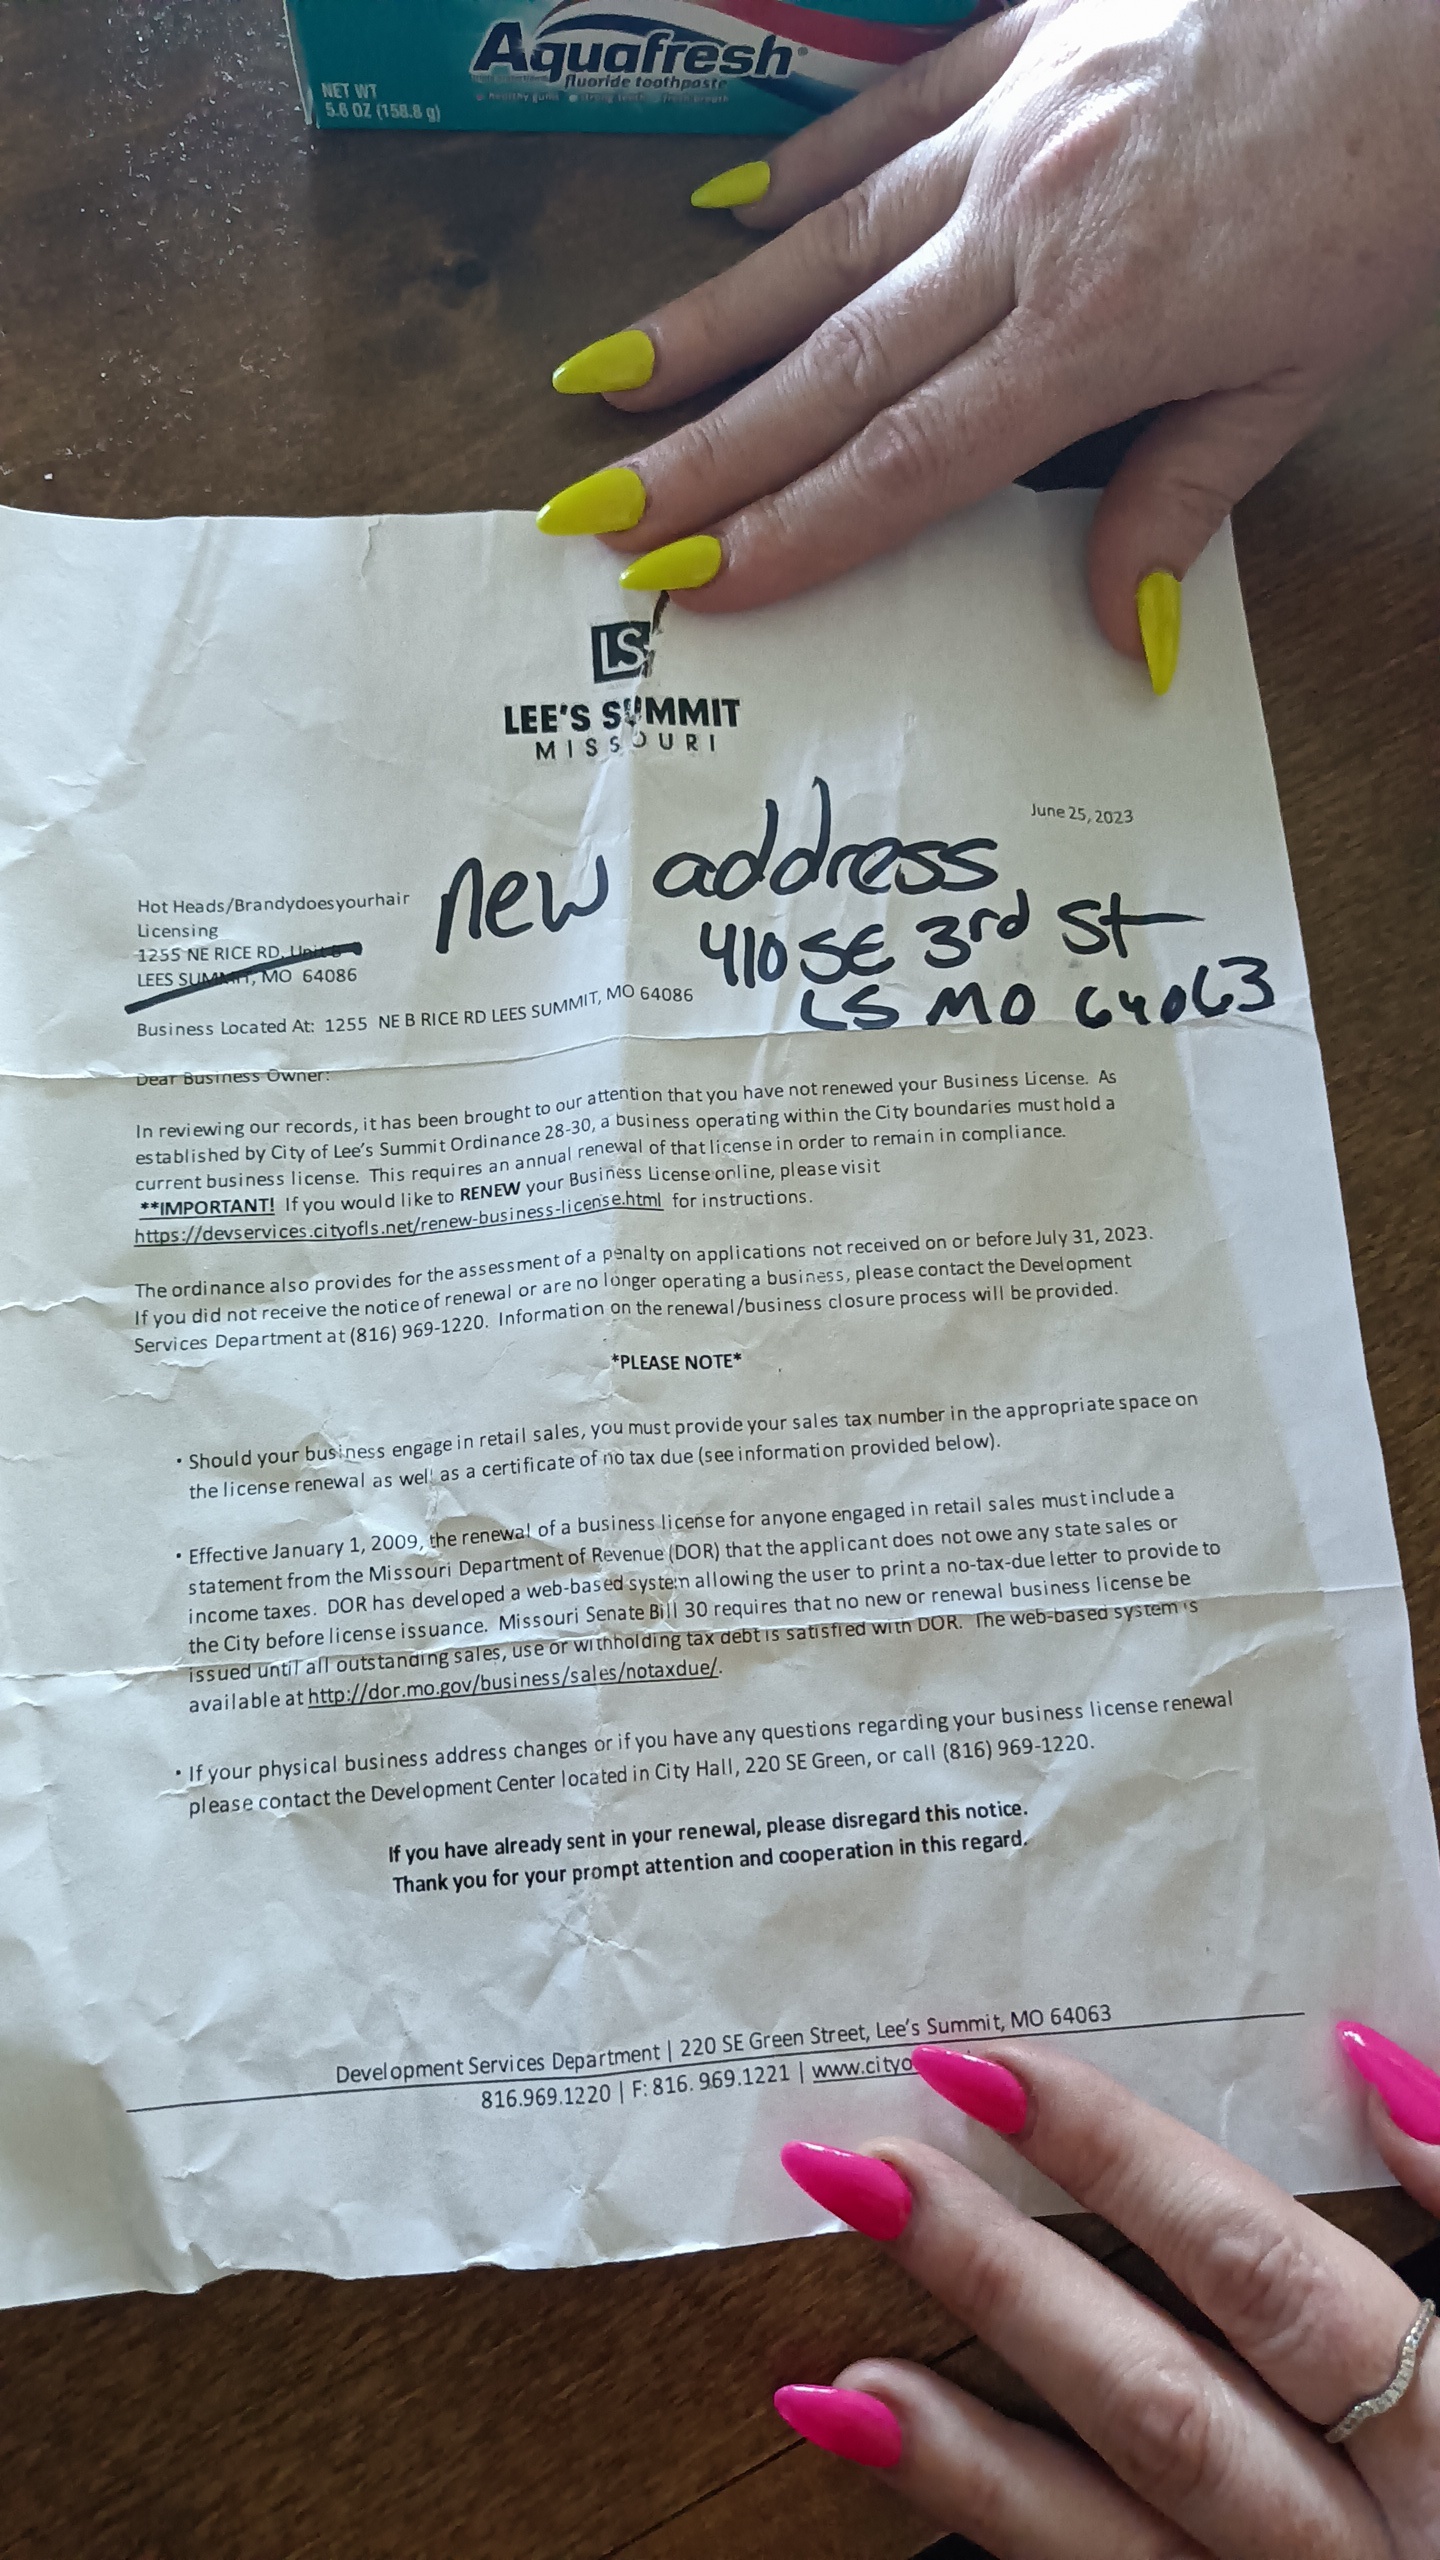 Aquafresh
fluoride toothpaste
NET WT
5.6 OZ (158.8 g)
LS
LEE'S SUMMIT
MISSOURI
June 25, 2023
new address
410 SE 3rd St
LS MO 64063
Hot Heads/Brandydoesyourhair
Licensing
1255 NE RICE RD, Unit
LEES SUMMIT, MO 64086
Business Located At: 1255 NE B RICE RD LEES SUMMIT, MO 64086
Dear Business Owner:
In reviewing our records, it has been brought to our attention that you have not renewed your Business License. As
established by City of Lee's Summit Ordinance 28-30, a business operating within the City boundaries must hold a
current business license. This requires an annual renewal of that license in order to remain in compliance.
**IMPORTANT! If you would like to RENEW your Business License online, please visit
https://devservices.cityofls.net/renew-business-license.html for instructions.
The ordinance also provides for the assessment of a penalty on applications not received on or before July 31, 2023.
If you did not receive the notice of renewal or are no longer operating a business, please contact the Development
Services Department at (816) 969-1220. Information on the renewal/business closure process will be provided.
*PLEASE NOTE*
• Should your business engage in retail sales, you must provide your sales tax number in the appropriate space on
the license renewal as well as a certificate of no tax due (see information provided below).
• Effective January 1, 2009, the renewal of a business license for anyone engaged in retail sales must include a
statement from the Missouri Department of Revenue (DOR) that the applicant does not owe any state sales or
income taxes. DOR has developed a web-based system allowing the user to print a no-tax-due letter to provide to
the City before license issuance. Missouri Senate Bill 30 requires that no new or renewal business license be
issued until all outstanding sales, use or withholding tax debt is satisfied with DOR. The web-based system is
available at http://dor.mo.gov/business/sales/notaxdue/.
• If your physical business address changes or if you have any questions regarding your business license renewal
please contact the Development Center located in City Hall, 220 SE Green, or call (816) 969-1220.
If you have already sent in your renewal, please disregard this notice.
Thank you for your prompt attention and cooperation in this regard.
Development Services Department | 220 SE Green Street, Lee's Summit, MO 64063
816.969.1220 | F: 816. 969.1221 | www.cityo